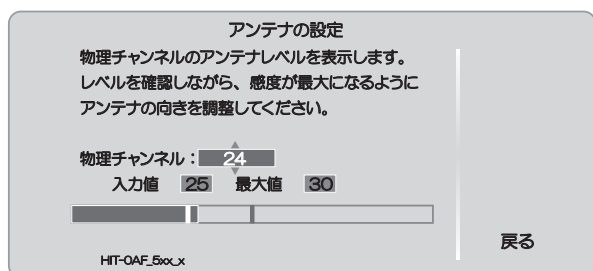 アンテナの設定
物理チャンネルのアンテナレベルを表示します。
レベルを確認しながら、感度が最大になるように
アンテナの向きを調整してください。
物理チャンネル： 24
入力値 25 最大値 30
戻る
HIT-OAF_5xx_x